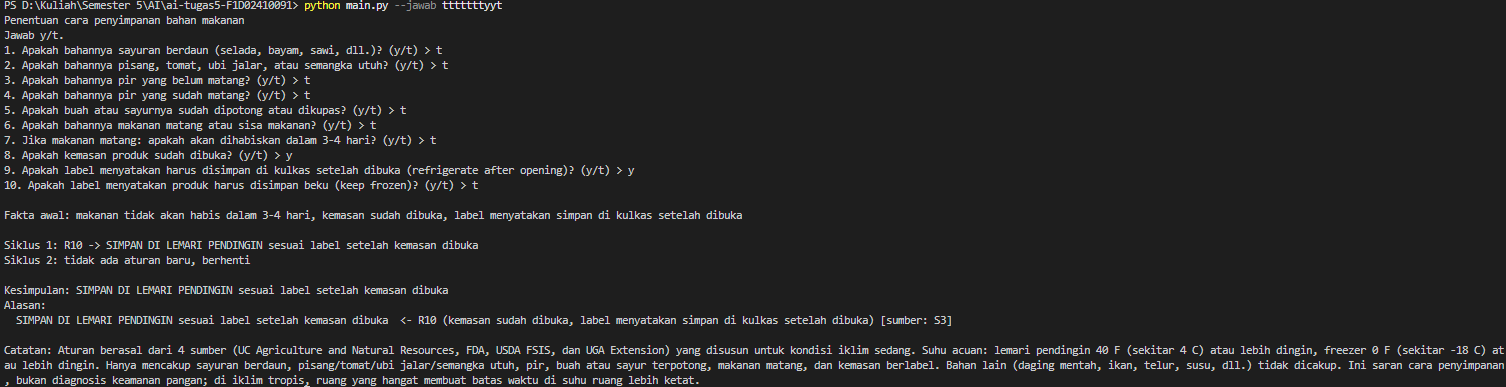 PS D:\Kuliah\Semester 5\AI\ai-tugas5-F1D02410091> python main.py --jawab tttttttyyt
Penentuan cara penyimpanan bahan makanan
Jawab y/t.
1. Apakah bahannya sayuran berdaun (selada, bayam, sawi, dll.)? (y/t) > t
2. Apakah bahannya pisang, tomat, ubi jalar, atau semangka utuh? (y/t) > t
3. Apakah bahannya pir yang belum matang? (y/t) > t
4. Apakah bahannya pir yang sudah matang? (y/t) > t
5. Apakah buah atau sayurnya sudah dipotong atau dikupas? (y/t) > t
6. Apakah bahannya makanan matang atau sisa makanan? (y/t) > t
7. Jika makanan matang: apakah akan dihabiskan dalam 3-4 hari? (y/t) > t
8. Apakah kemasan produk sudah dibuka? (y/t) > y
9. Apakah label menyatakan harus disimpan di kulkas setelah dibuka (refrigerate after opening)? (y/t) > y
10. Apakah label menyatakan produk harus disimpan beku (keep frozen)? (y/t) > t
Fakta awal: makanan tidak akan habis dalam 3-4 hari, kemasan sudah dibuka, label menyatakan simpan di kulkas setelah dibuka
Siklus 1: R10 -> SIMPAN DI LEMARI PENDINGIN sesuai label setelah kemasan dibuka
Siklus 2: tidak ada aturan baru, berhenti
Kesimpulan: SIMPAN DI LEMARI PENDINGIN sesuai label setelah kemasan dibuka
Alasan:
SIMPAN DI LEMARI PENDINGIN sesuai label setelah kemasan dibuka <- R10 (kemasan sudah dibuka, label menyatakan simpan di kulkas setelah dibuka) [sumber: S3]
Catatan: Aturan berasal dari 4 sumber (UC Agriculture and Natural Resources, FDA, USDA FSIS, dan UGA Extension) yang disusun untuk kondisi iklim sedang. Suhu acuan: lemari pendingin 40 F (sekitar 4 C) atau lebih dingin, freezer 0 F (sekitar -18 C) at
au lebih dingin. Hanya mencakup sayuran berdaun, pisang/tomat/ubi jalar/semangka utuh, pir, buah atau sayur terpotong, makanan matang, dan kemasan berlabel. Bahan lain (daging mentah, ikan, telur, susu, dll.) tidak dicakup. Ini saran cara penyimpanan
, bukan diagnosis keamanan pangan; di iklim tropis, ruang yang hangat membuat batas waktu di suhu ruang lebih ketat.